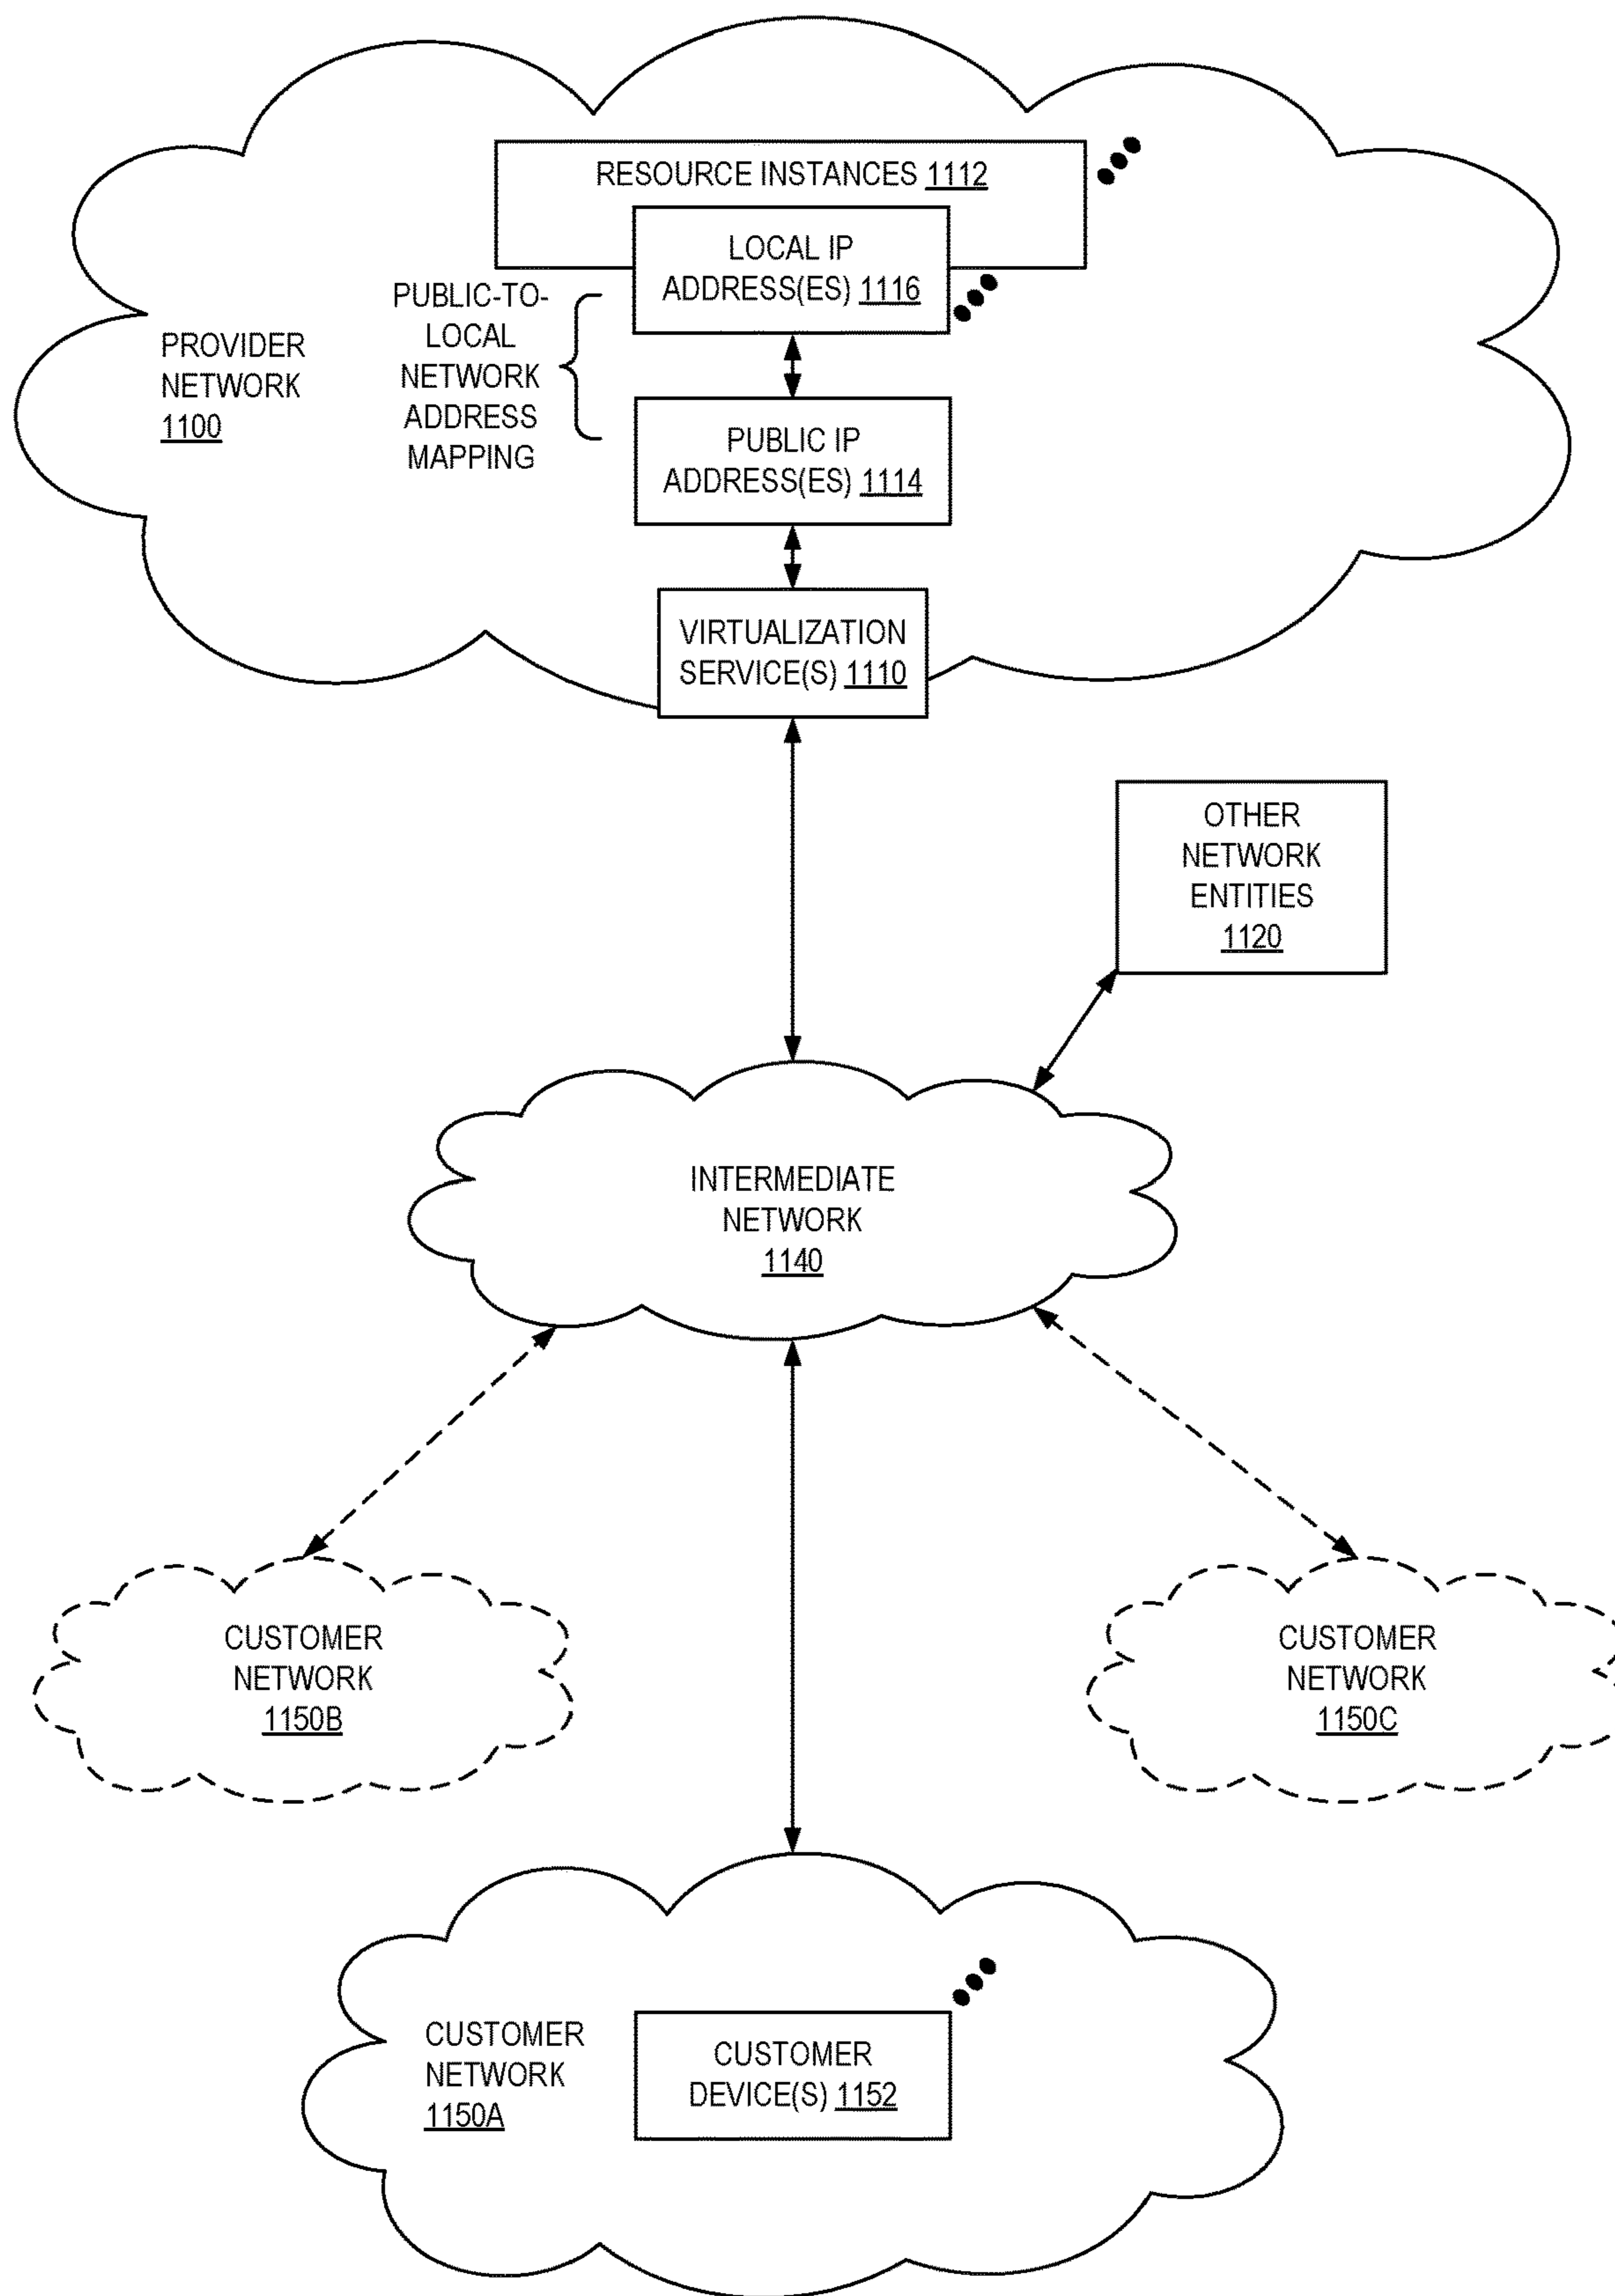 RESOURCE INSTANCES 1112
LOCAL IP
ADDRESS(ES) 1116
PUBLIC-TO-
LOCAL
NETWORK
ADDRESS
MAPPING
PROVIDER
NETWORK
1100
PUBLIC IP
ADDRESS(ES) 1114
VIRTUALIZATION
SERVICE(S) 1110
OTHER
NETWORK
ENTITIES
1120
INTERMEDIATE
NETWORK
1140
CUSTOMER
NETWORK
1150B
CUSTOMER
NETWORK
1150C
CUSTOMER
NETWORK
1150A
CUSTOMER
DEVICE(S) 1152